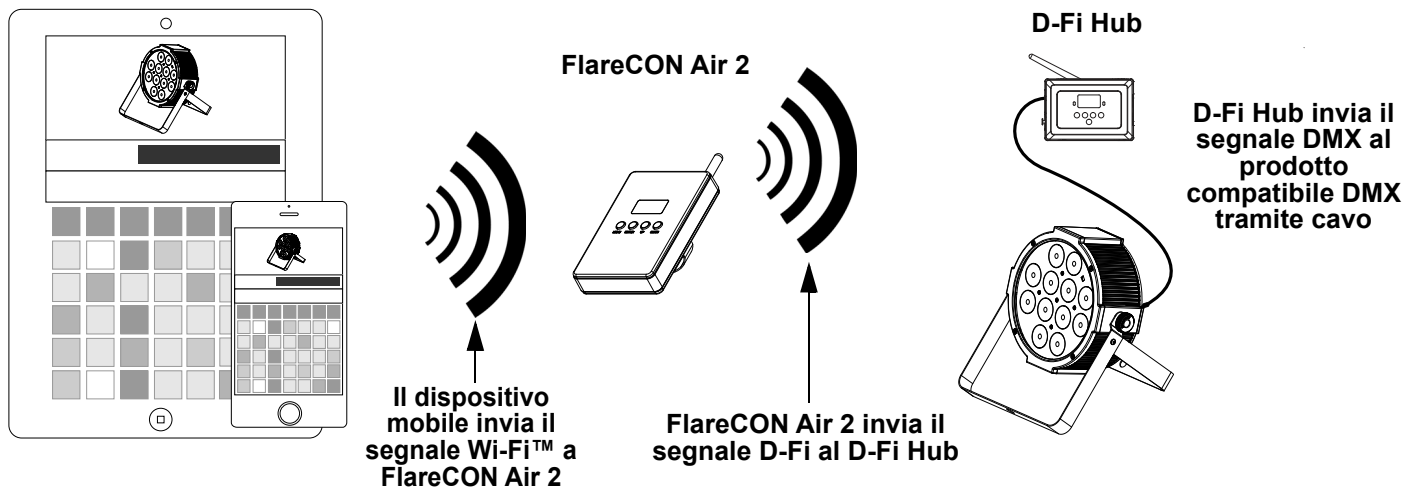 D-Fi Hub
FlareCON Air 2
D-Fi Hub invia il
segnale DMX al
prodotto
compatibile DMX
tramite cavo
Il dispositivo
mobile invia il
segnale Wi-Fi™ a
FlareCON Air 2
FlareCON Air 2 invia il
segnale D-Fi al D-Fi Hub